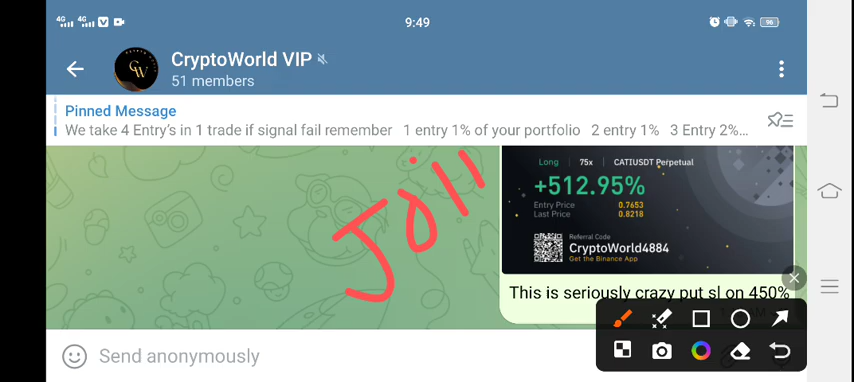 4G 4G V 9:49 96
CryptoWorld VIP
51 members
Pinned Message
We take 4 Entry's in 1 trade if signal fail remember 1 entry 1% of your portfolio 2 entry 1% 3 Entry 2%...
Long | 75x | CATIUSDT Perpetual
+512.95%
Entry Price 0.7653
Last Price 0.8218
Referral Code
CryptoWorld4884
Get the Binance App
This is seriously crazy put sl on 450%
Send anonymously